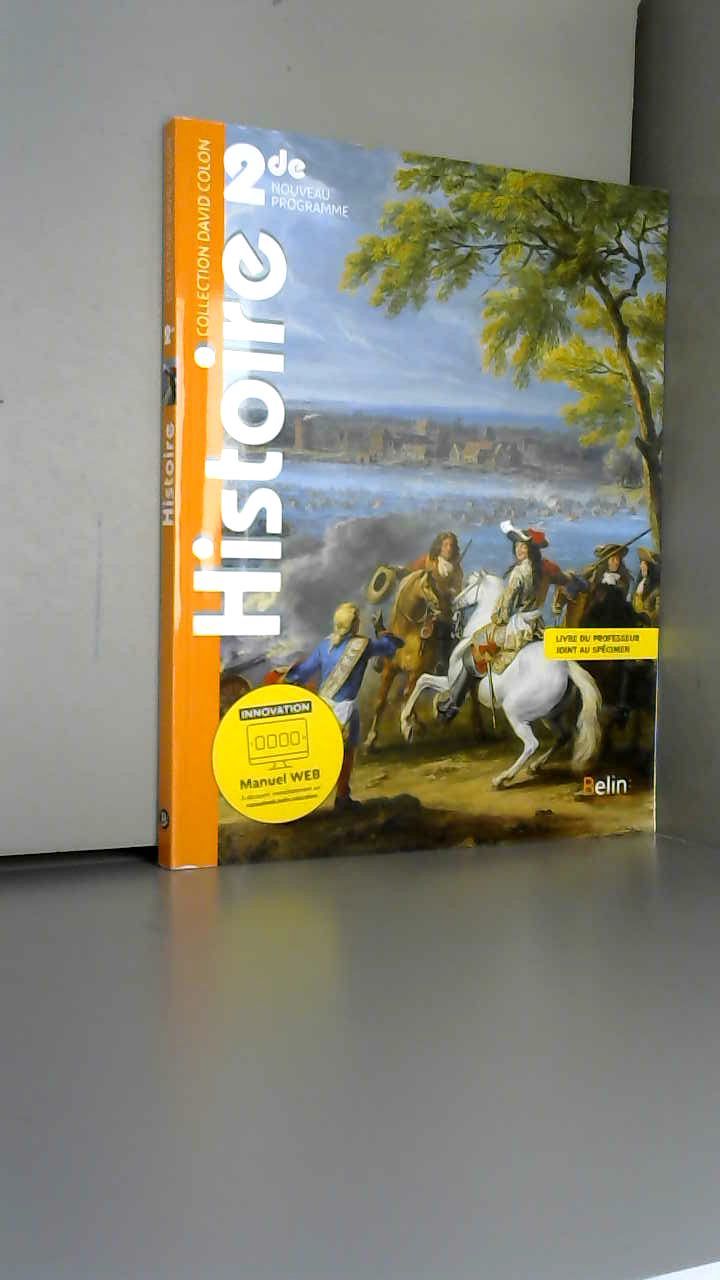 COLLECTION DAVID COLON
2de
NOUVEAU
PROGRAMME
Histoire
Histoire
LIVRE DU PROFESSEUR
JOINT AU SPÉCIMEN
INNOVATION
Manuel WEB
Belin: